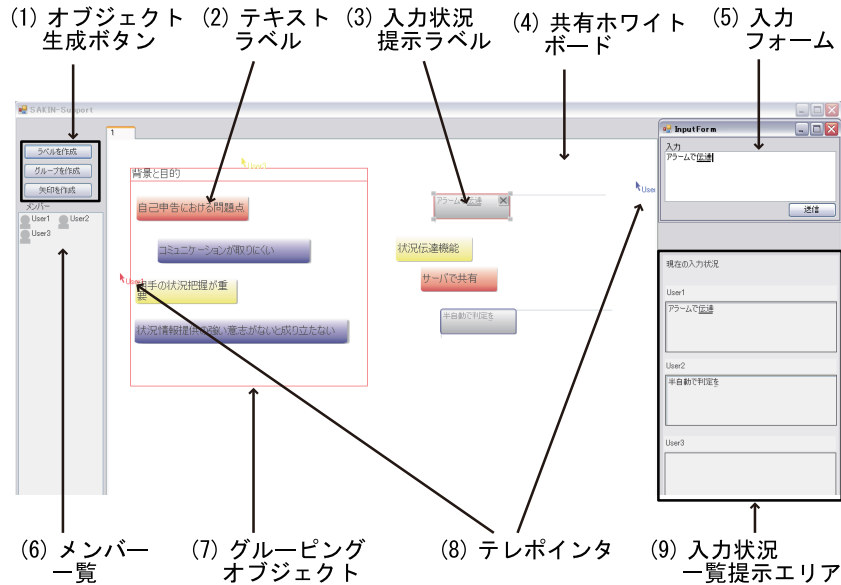 (1) オブジェクト
生成ボタン
(2) テキスト
ラベル
(3) 入力状況
提示ラベル
(4) 共有ホワイト
ボード
(5) 入力
フォーム
SAKIN-Support
1
ラベルを作成
グループを作成
矢印を作成
メンバー
User1
User2
User3
User2
背景と目的
自己申告における問題点
コミュニケーションが取りにくい
User1
相手の状況把握が重
要
状況情報提供の強い意志がないと成り立たない
アラームで伝達
状況伝達機能
サーバで共有
半自動で判定を
User
InputForm
入力
アラームで伝達
送信
現在の入力状況
User1
アラームで伝達
User2
半自動で判定を
User3
(6) メンバー
一覧
(7) グルーピング
オブジェクト
(8) テレポインタ
(9) 入力状況
一覧提示エリア